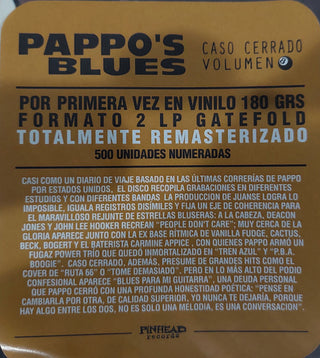 PAPPO'S
BLUES
CASO CERRADO
VOLUMEN 2
POR PRIMERA VEZ EN VINILO 180 GRS
FORMATO 2 LP GATEFOLD
TOTALMENTE REMASTERIZADO
500 UNIDADES NUMERADAS
CASI COMO UN DIARIO DE VIAJE BASADO EN LAS ÚLTIMAS CORRERÍAS DE PAPPO
POR ESTADOS UNIDOS, EL DISCO RECOPILA GRABACIONES EN DIFERENTES
ESTUDIOS Y CON DIFERENTES BANDAS. LA PRODUCCION DE JUANSE LOGRA LO
IMPOSIBLE, IGUALA REGISTROS DISÍMILES Y FIJA UN EJE DE COHERENCIA PARA
EL MARAVILLOSO REJUNTE DE ESTRELLAS BLUSERAS: A LA CABEZA, DEACON
JONES Y JOHN LEE HOOKER RECREAN "PEOPLE DON'T CARE"; MUY CERCA DE LA
GLORIA APARECE JUNTO CON LA EX BASE RÍTMICA DE VANILLA FUDGE, CACTUS,
BECK, BOGERT Y EL BATERISTA CARMINE APPICE , CON QUIENES PAPPO ARMÓ UN
FUGAZ POWER TRÍO QUE QUEDÓ INMORTALIZADO EN "TREN AZUL" Y "P.B.A.
BOOGIE". CASO CERRADO, ADEMÁS, PRESUME DE GRANDES HITOS COMO EL
COVER DE "RUTA 66" O "TOME DEMASIADO". PERO EN LO MÁS ALTO DEL PODIO
CONFESIONAL APARECE "BLUES PARA MI GUITARRA", UNA DEUDA PERSONAL
QUE PAPPO CERRÓ CON UNA PROFUNDA HONESTIDAD POÉTICA: "PENSE EN
CAMBIARLA POR OTRA, DE CALIDAD SUPERIOR, YO NUNCA TE DEJARÍA, PORQUE
HAY ALGO ENTRE LOS DOS, NO ES SOLO UNA MELODIA, ES UNA CONVERSACION".
PINHEAD
records